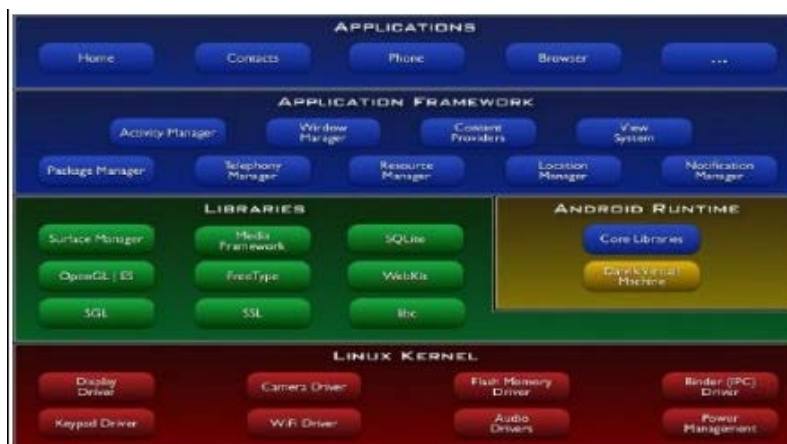 APPLICATIONS
Home Contacts Phone Browser ...
APPLICATION FRAMEWORK
Activity Manager Window Manager Content Providers View System
Package Manager Telephony Manager Resource Manager Location Manager Notification Manager
LIBRARIES
Surface Manager Media Framework SQLite
OpenGL | ES FreeType WebKit
SGL SSL libc
ANDROID RUNTIME
Core Libraries
Dalvik Virtual Machine
LINUX KERNEL
Display Driver Camera Driver Flash Memory Driver Binder (IPC) Driver
Keypad Driver WiFi Driver Audio Drivers Power Management